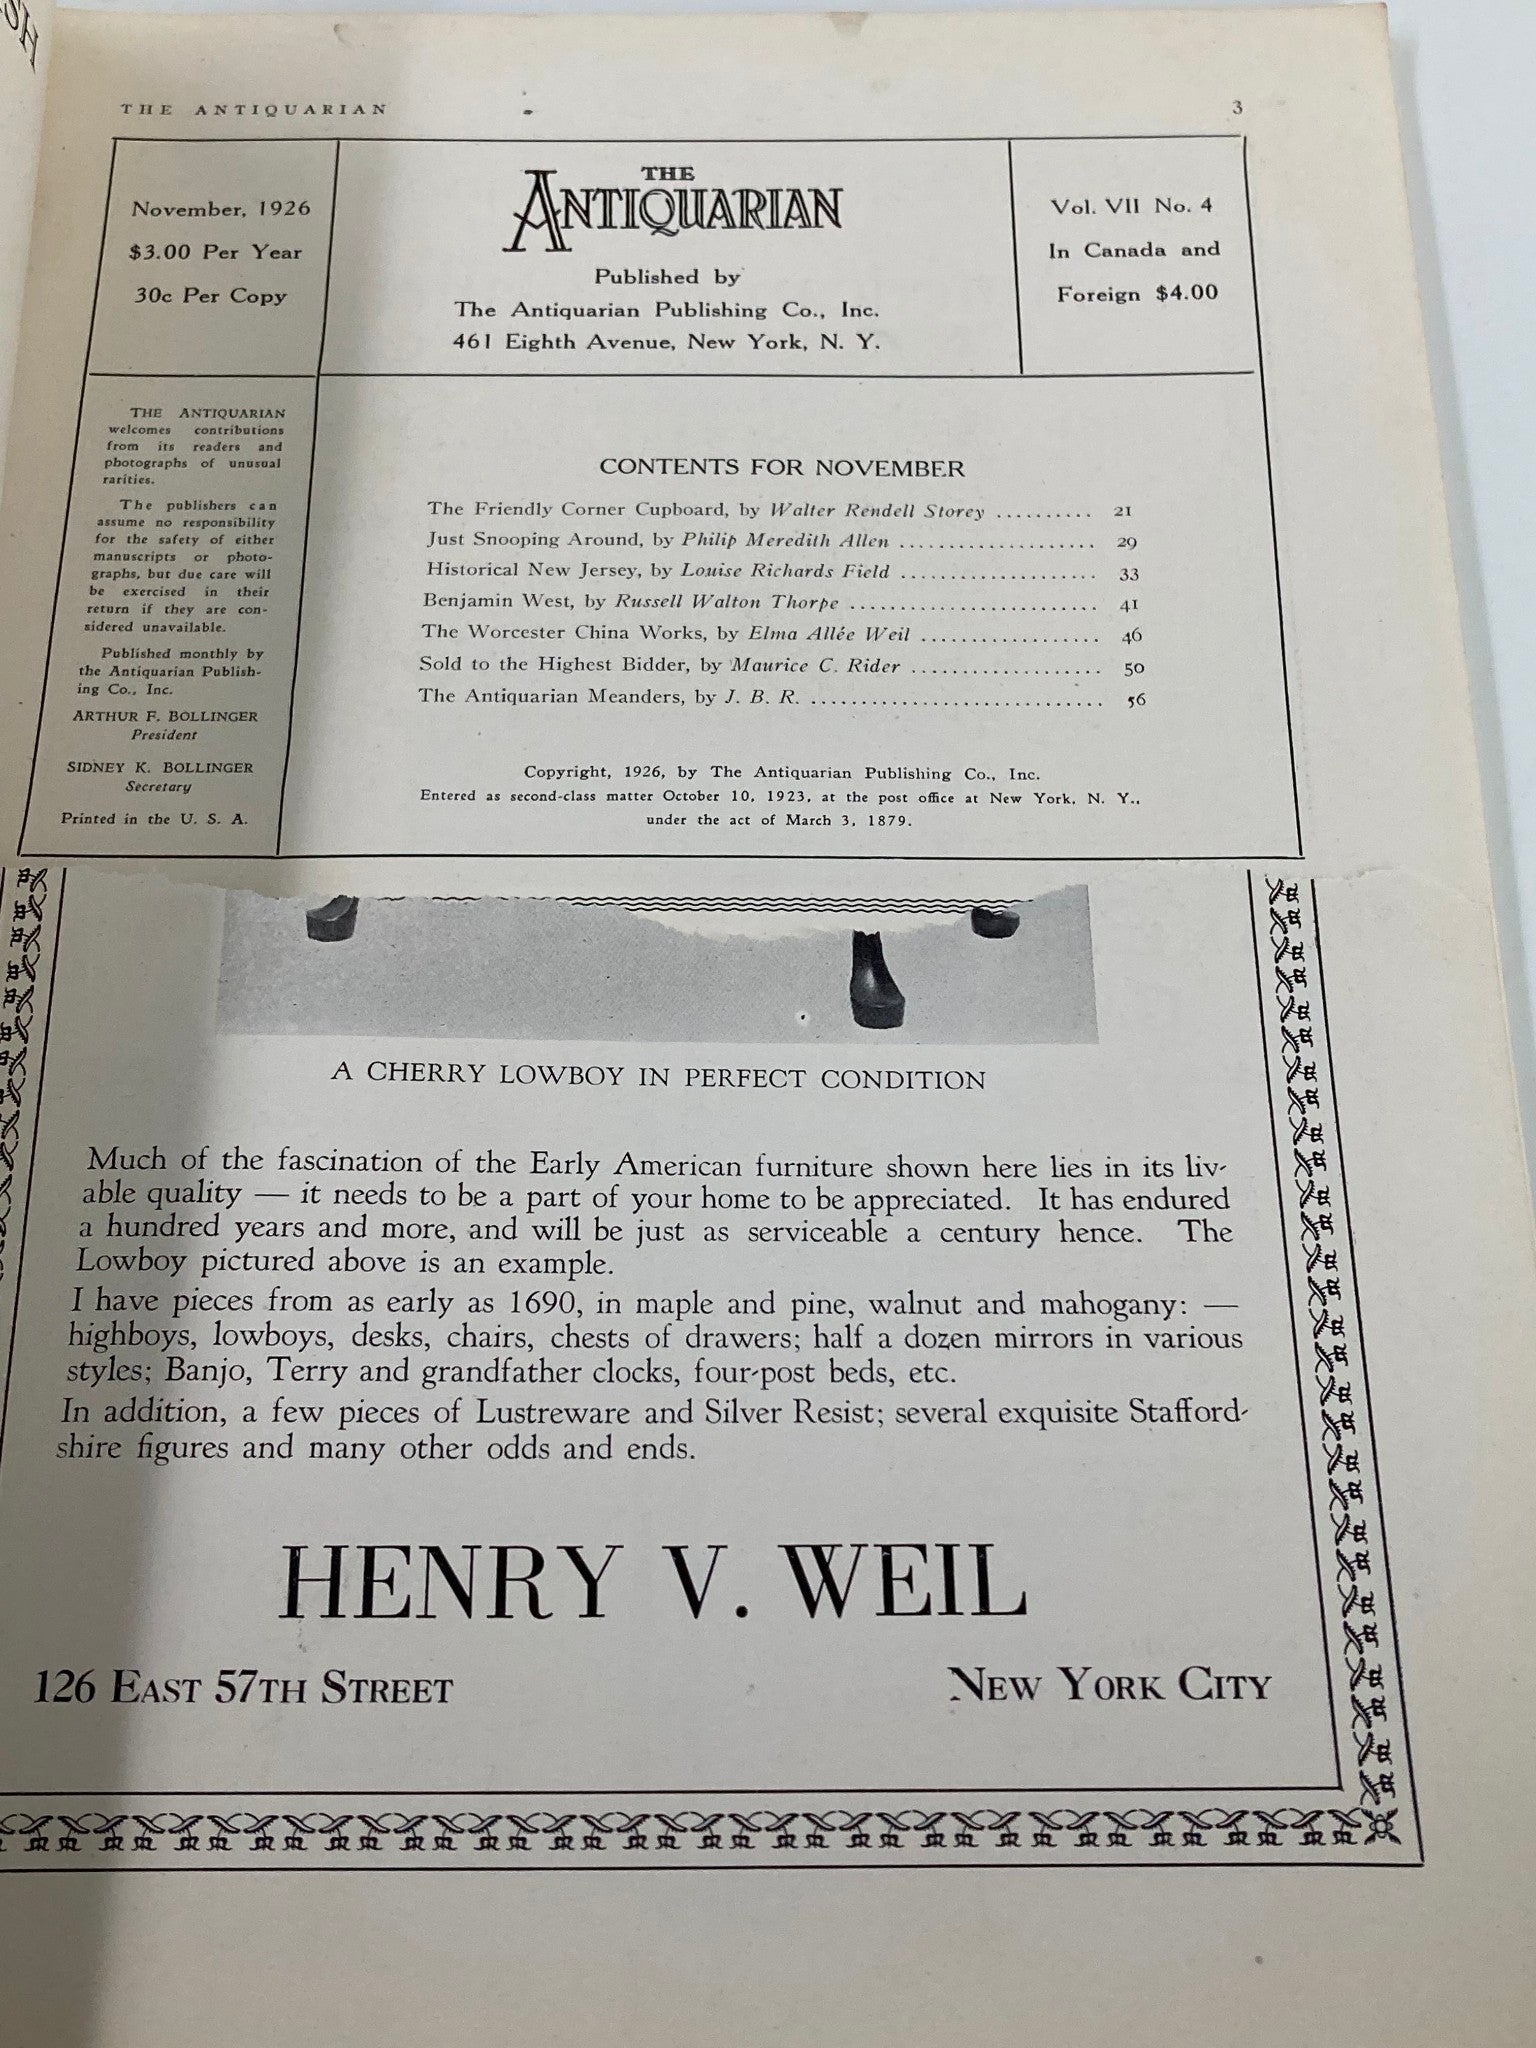 SH
THE ANTIQUARIAN 3
November, 1926
$3.00 Per Year
30c Per Copy
THE
ANTIQUARIAN
Published by
The Antiquarian Publishing Co., Inc.
461 Eighth Avenue, New York, N. Y.
Vol. VII No. 4
In Canada and
Foreign $4.00
THE ANTIQUARIAN
welcomes contributions
from its readers and
photographs of unusual
rarities.
The publishers can
assume no responsibility
for the safety of either
manuscripts or photo-
graphs, but due care will
be exercised in their
return if they are con-
sidered unavailable.
Published monthly by
the Antiquarian Publish-
ing Co., Inc.
ARTHUR F. BOLLINGER
President
SIDNEY K. BOLLINGER
Secretary
Printed in the U. S. A.
CONTENTS FOR NOVEMBER
The Friendly Corner Cupboard, by Walter Rendell Storey .......... 21
Just Snooping Around, by Philip Meredith Allen .................... 29
Historical New Jersey, by Louise Richards Field .................... 33
Benjamin West, by Russell Walton Thorpe ......................... 41
The Worcester China Works, by Elma Allée Weil .................. 46
Sold to the Highest Bidder, by Maurice C. Rider ................... 50
The Antiquarian Meanders, by J. B. R. ............................. 56
Copyright, 1926, by The Antiquarian Publishing Co., Inc.
Entered as second-class matter October 10, 1923, at the post office at New York, N. Y.,
under the act of March 3, 1879.
A CHERRY LOWBOY IN PERFECT CONDITION
Much of the fascination of the Early American furniture shown here lies in its liv-
able quality — it needs to be a part of your home to be appreciated. It has endured
a hundred years and more, and will be just as serviceable a century hence. The
Lowboy pictured above is an example.
I have pieces from as early as 1690, in maple and pine, walnut and mahogany: —
highboys, lowboys, desks, chairs, chests of drawers; half a dozen mirrors in various
styles; Banjo, Terry and grandfather clocks, four-post beds, etc.
In addition, a few pieces of Lustreware and Silver Resist; several exquisite Stafford-
shire figures and many other odds and ends.
HENRY V. WEIL
126 EAST 57TH STREET NEW YORK CITY